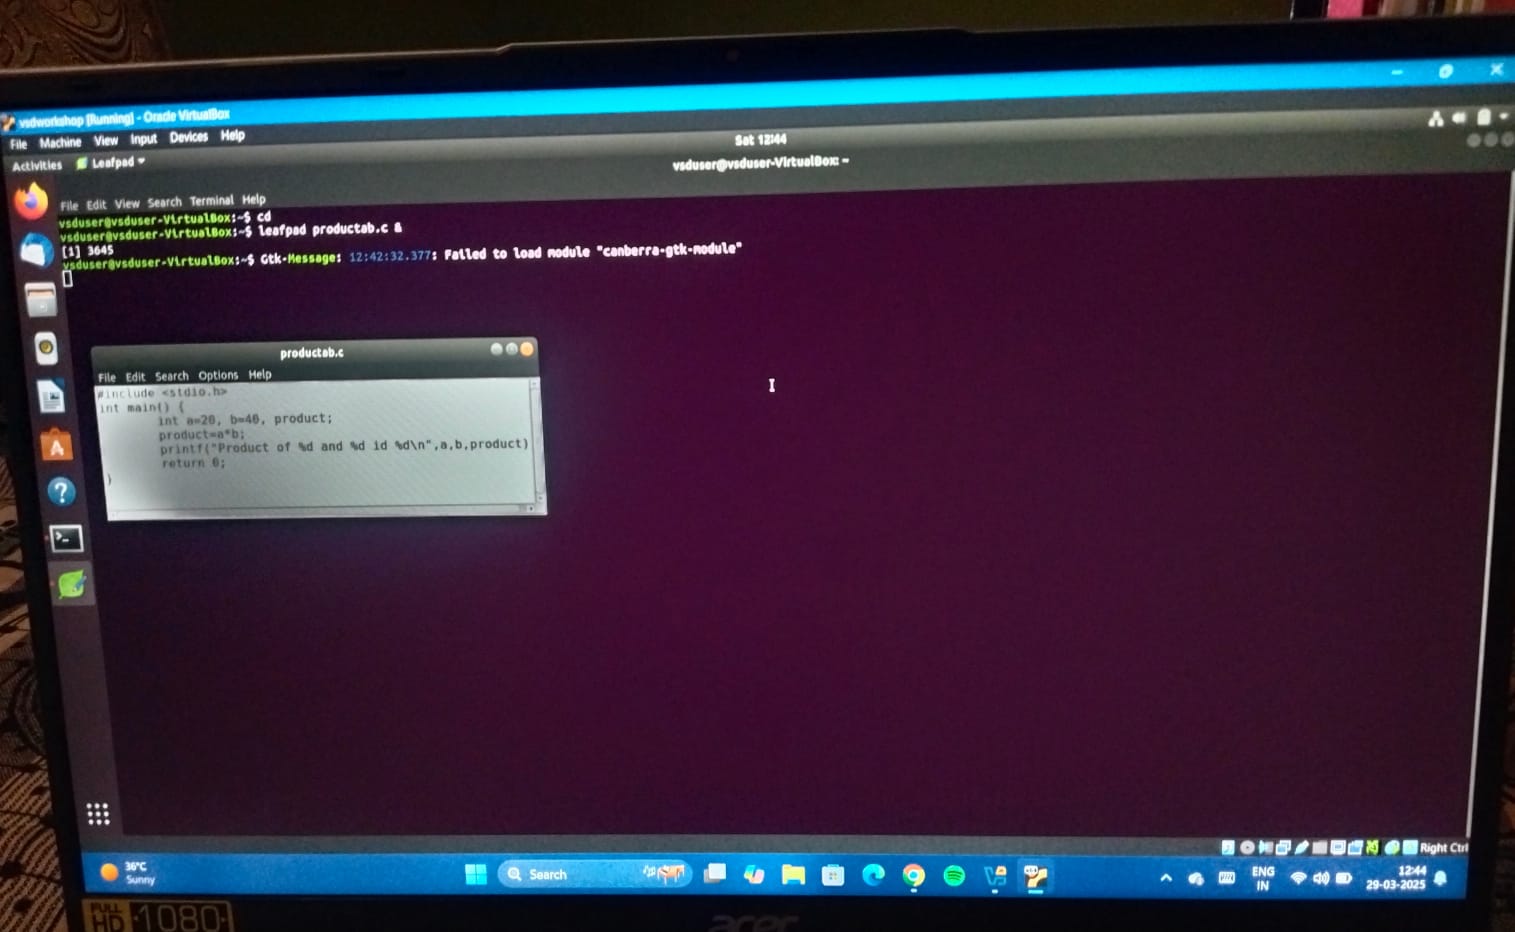 vsdworkshop [Running] - Oracle VirtualBox
File Machine View Input Devices Help
Activities Leafpad
Sat 12:44
vsduser@vsduser-VirtualBox: ~
File Edit View Search Terminal Help
vsduser@vsduser-VirtualBox:~$ cd
vsduser@vsduser-VirtualBox:~$ leafpad productab.c &
[1] 3645
vsduser@vsduser-VirtualBox:~$ Gtk-Message: 12:42:32.377: Failed to load module "canberra-gtk-module"
productab.c
File Edit Search Options Help
#include <stdio.h>
int main() {
int a=20, b=40, product;
product=a*b;
printf("Product of %d and %d id %d\n",a,b,product)
return 0;
}
Right Ctrl
36°C
Sunny
Search
ENG
IN
12:44
29-03-2025
FULL
HD 1080
acer